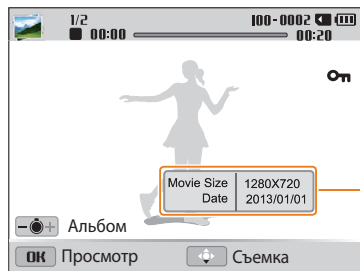 1/2 100-0002
00:00 00:20
Movie Size 1280X720
Date 2013/01/01
Альбом
OK Просмотр Съемка